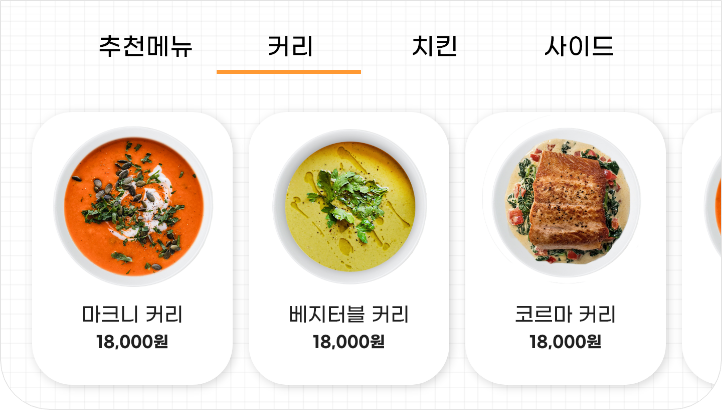 추천메뉴 커리 치킨 사이드
마크니 커리 베지터블 커리 코르마 커리
18,000원 18,000원 18,000원